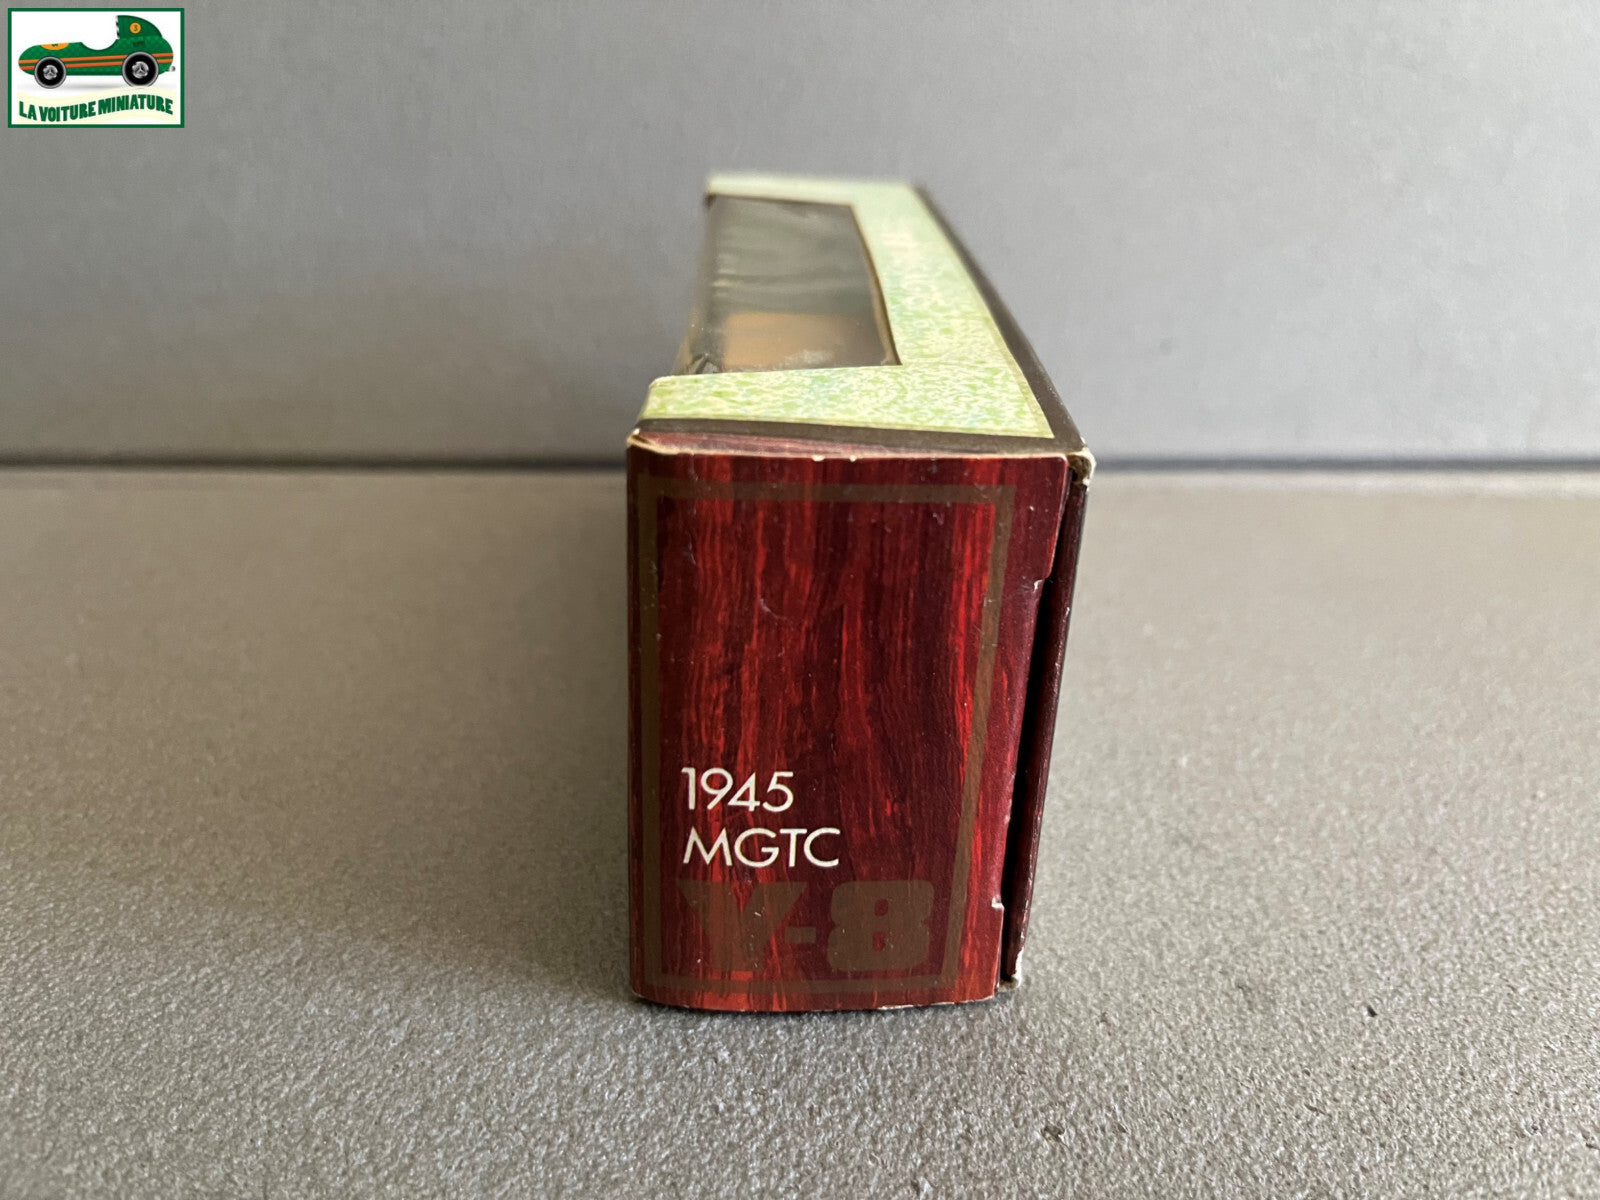 LA VOITURE MINIATURE
1945
MGTC
Y-8